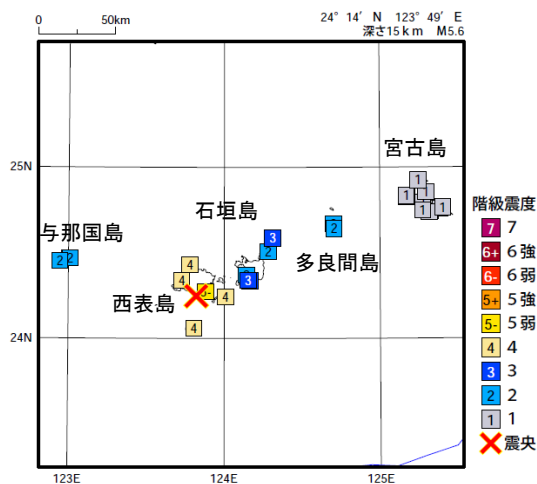 0 50km
24° 14′ N 123° 49′ E
深さ15km M5.6
25N
24N
123E 124E 125E
宮古島
石垣島
与那国島
多良間島
西表島
1
1
1
1
1
3
2
2
2
2
2
4
4
3
5-
4
4
階級震度
7 7
6+ 6強
6- 6弱
5+ 5強
5- 5弱
4 4
3 3
2 2
1 1
震央